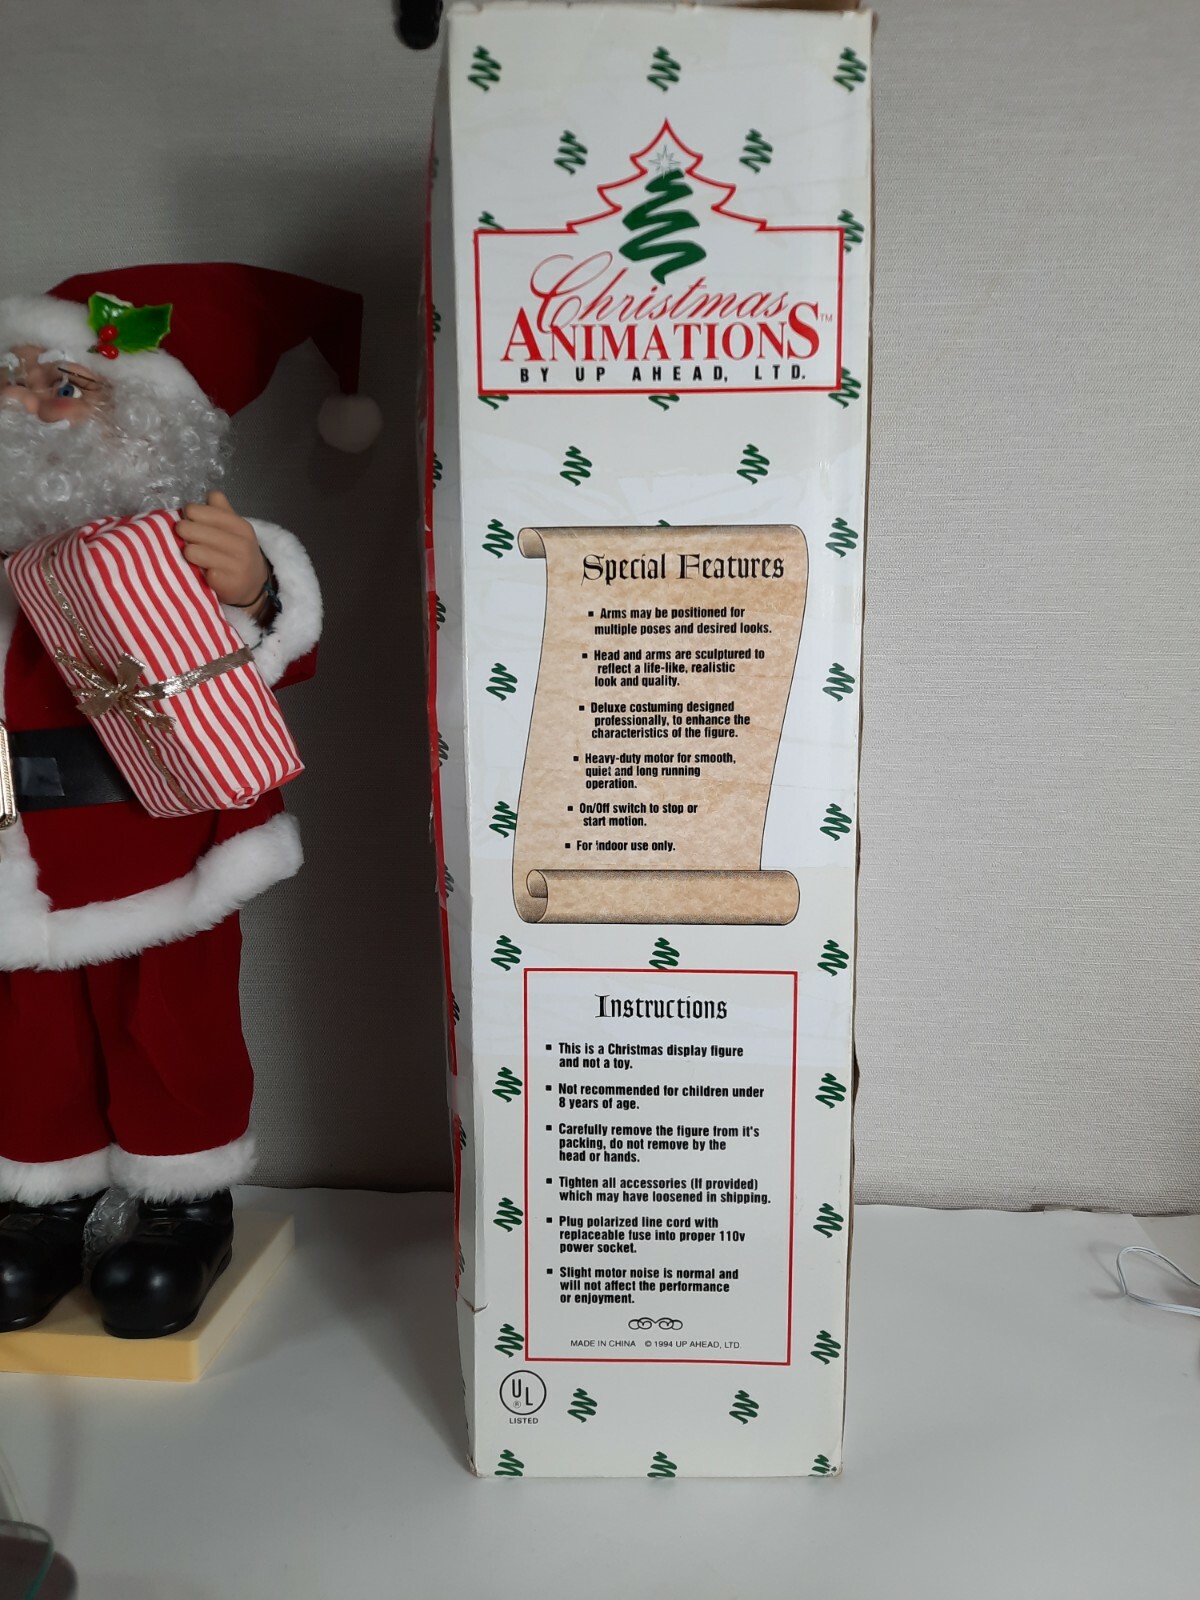 Christmas
ANIMATIONS™
BY UP AHEAD, LTD.
Special Features
▪ Arms may be positioned for
multiple poses and desired looks.
▪ Head and arms are sculptured to
reflect a life-like, realistic
look and quality.
▪ Deluxe costuming designed
professionally, to enhance the
characteristics of the figure.
▪ Heavy-duty motor for smooth,
quiet and long running
operation.
▪ On/Off switch to stop or
start motion.
▪ For indoor use only.
Instructions
▪ This is a Christmas display figure
and not a toy.
▪ Not recommended for children under
8 years of age.
▪ Carefully remove the figure from it's
packing, do not remove by the
head or hands.
▪ Tighten all accessories (If provided)
which may have loosened in shipping.
▪ Plug polarized line cord with
replaceable fuse into proper 110v
power socket.
▪ Slight motor noise is normal and
will not affect the performance
or enjoyment.
MADE IN CHINA © 1994 UP AHEAD, LTD.
UL®
LISTED